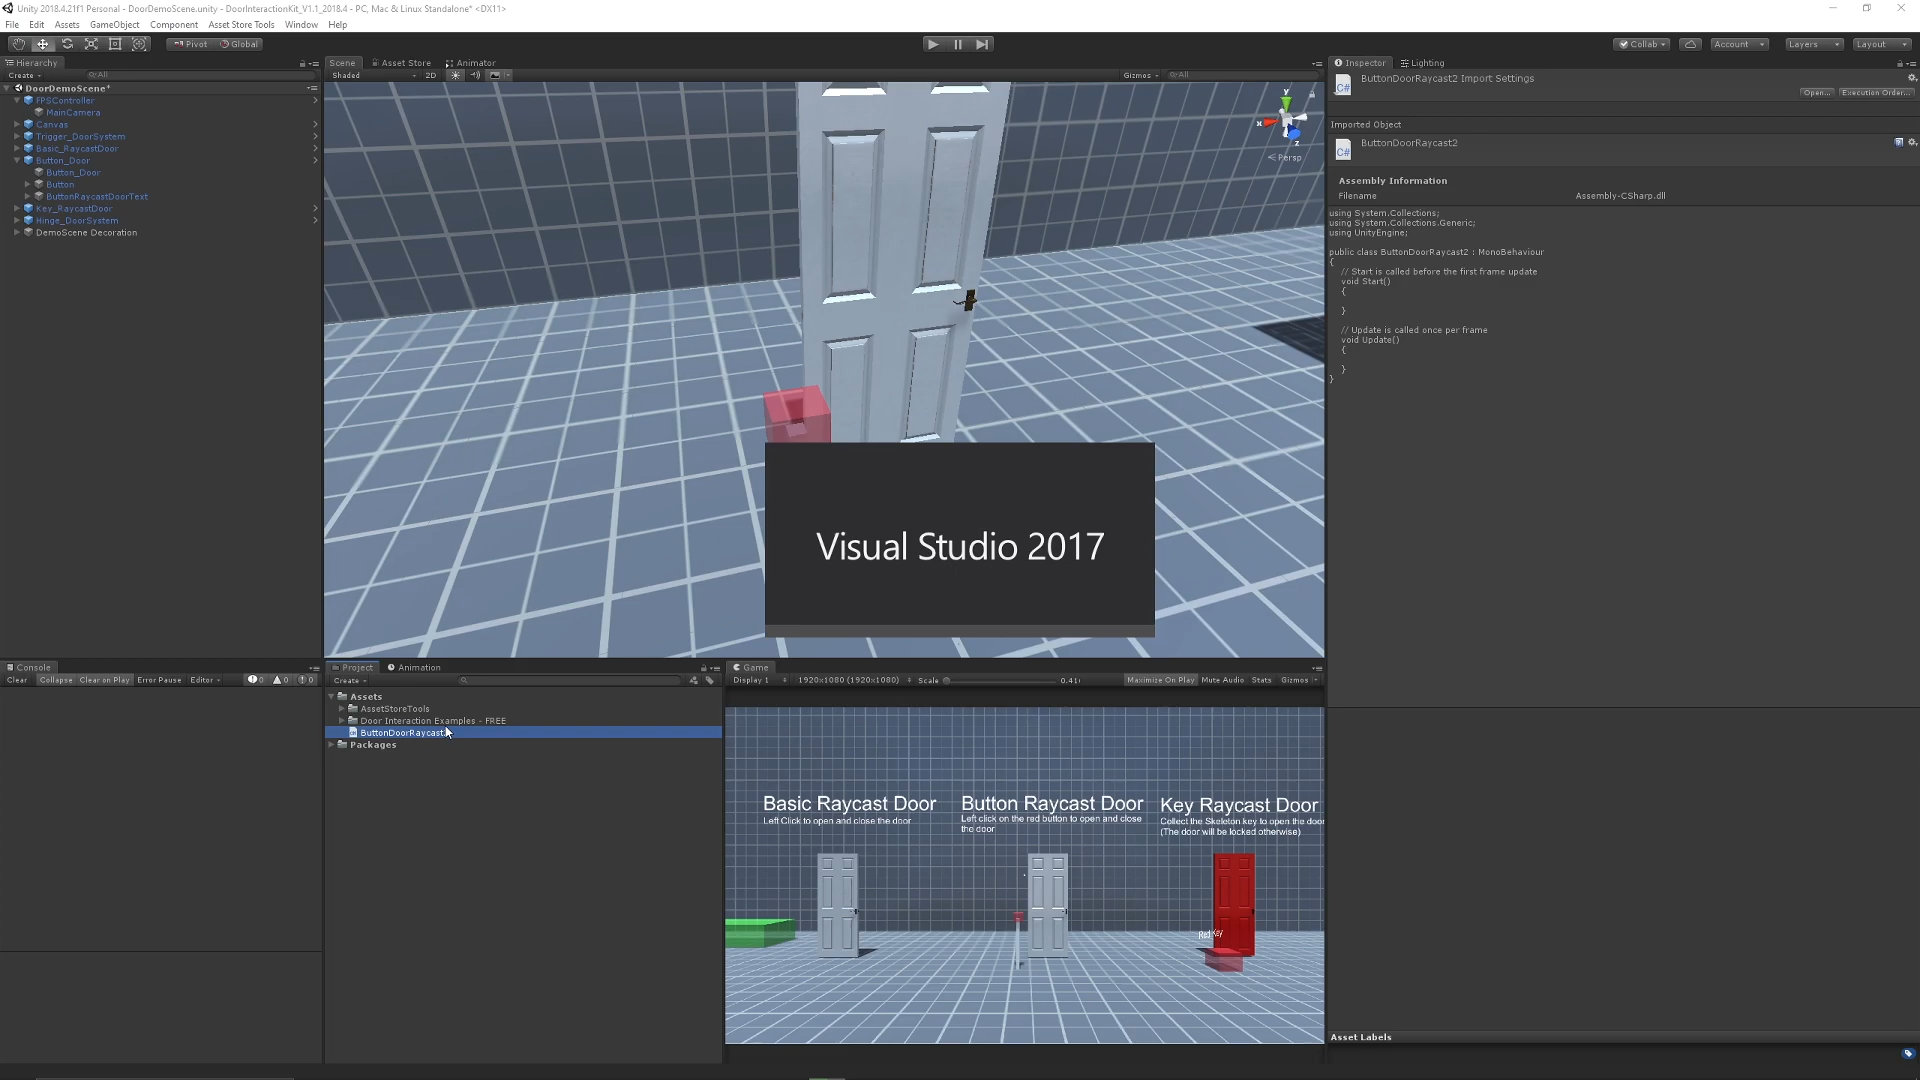 Unity 2018.4.21f1 Personal - DoorDemoScene.unity - DoorInteractionKit_V1.1_2018.4 - PC, Mac & Linux Standalone* <DX11>
File Edit Assets GameObject Component Asset Store Tools Window Help
Pivot Global
Collab Account Layers Layout
Hierarchy
Create All
DoorDemoScene*
FPSController
MainCamera
Canvas
Trigger_DoorSystem
Basic_RaycastDoor
Button_Door
Button_Door
Button
ButtonRaycastDoorText
Key_RaycastDoor
Hinge_DoorSystem
DemoScene Decoration
Scene Asset Store Animator
Shaded 2D Gizmos All
y
x
z
Persp
Visual Studio 2017
Inspector Lighting
ButtonDoorRaycast2 Import Settings
Open... Execution Order...
Imported Object
ButtonDoorRaycast2
Assembly Information
Filename Assembly-CSharp.dll
using System.Collections;
using System.Collections.Generic;
using UnityEngine;
public class ButtonDoorRaycast2 : MonoBehaviour
{
// Start is called before the first frame update
void Start()
{
}
// Update is called once per frame
void Update()
{
}
}
Console
Clear Collapse Clear on Play Error Pause Editor 0 0 0
Project Animation
Create
Assets
AssetStoreTools
Door Interaction Examples - FREE
ButtonDoorRaycast
Packages
Game
Display 1 1920x1080 (1920x1080) Scale Maximize On Play Mute Audio Stats Gizmos
Basic Raycast Door
Left Click to open and close the door
Button Raycast Door
Left click on the red button to open and close
the door
Key Raycast Door
Collect the Skeleton key to open the door
(The door will be locked otherwise)
Red Key
Asset Labels